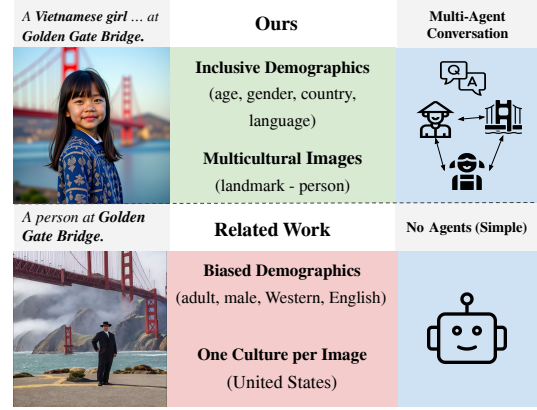 A Vietnamese girl ... at
Golden Gate Bridge.
Ours
Multi-Agent
Conversation
Inclusive Demographics
(age, gender, country,
language)
Multicultural Images
(landmark - person)
Q
A
A person at Golden
Gate Bridge.
Related Work
No Agents (Simple)
Biased Demographics
(adult, male, Western, English)
One Culture per Image
(United States)